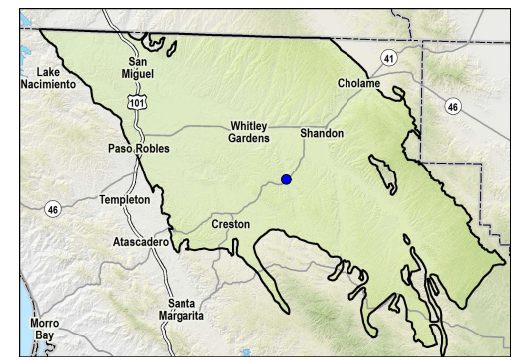 San
Miguel
41
Lake
Nacimiento
Cholame
101
46
Whitley
Gardens
Shandon
Paso Robles
Templeton
46
Creston
Atascadero
Santa
Margarita
Morro
Bay